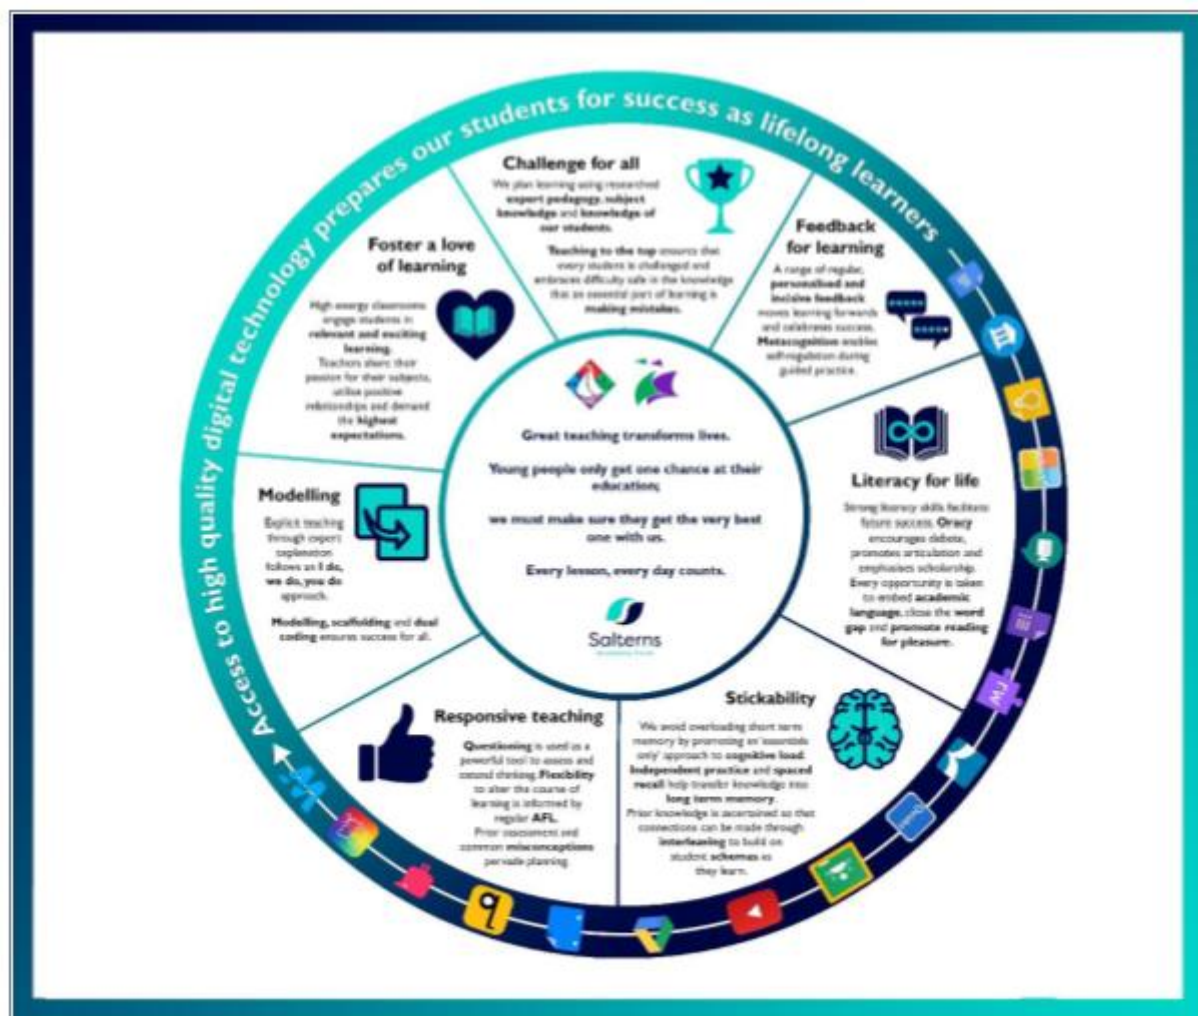 Access to high quality digital technology prepares our students for success as lifelong learners
Challenge for all
We plan learning using researched
expert pedagogy, subject
knowledge and knowledge of
our students.
Teaching to the top ensures that
every student is challenged and
embraces difficulty safe in the knowledge
that an essential part of learning is
making mistakes.
Feedback
for learning
A range of regular,
personalised and
incisive feedback
moves learning forwards
and celebrates success.
Metacognition enables
self-regulation during
guided practice.
Literacy for life
Strong literacy skills facilitate
future success. Oracy
encourages debate,
promotes articulation and
emphasises scholarship.
Every opportunity is taken
to embed academic
language, close the word
gap and promote reading
for pleasure.
Stickability
We avoid overloading short term
memory by promoting an 'essentials
only' approach to cognitive load.
Independent practice and spaced
recall help transfer knowledge into
long term memory.
Prior knowledge is ascertained so that
connections can be made through
interleaving to build on
student schemas as
they learn.
Responsive teaching
Questioning is used as a
powerful tool to assess and
extend thinking. Flexibility
to alter the course of
learning is informed by
regular AFL.
Prior assessment and
common misconceptions
pervade planning.
Modelling
Explicit teaching
through expert
explanation
follows an I do,
we do, you do
approach.
Modelling, scaffolding and dual
coding ensures success for all.
Foster a love
of learning
High energy classrooms
engage students in
relevant and exciting
learning.
Teachers share their
passion for their subjects,
utilise positive
relationships and demand
the highest
expectations.
Great teaching transforms lives.
Young people only get one chance at their
education;
we must make sure they get the very best
one with us.
Every lesson, every day counts.
Salterns
rw